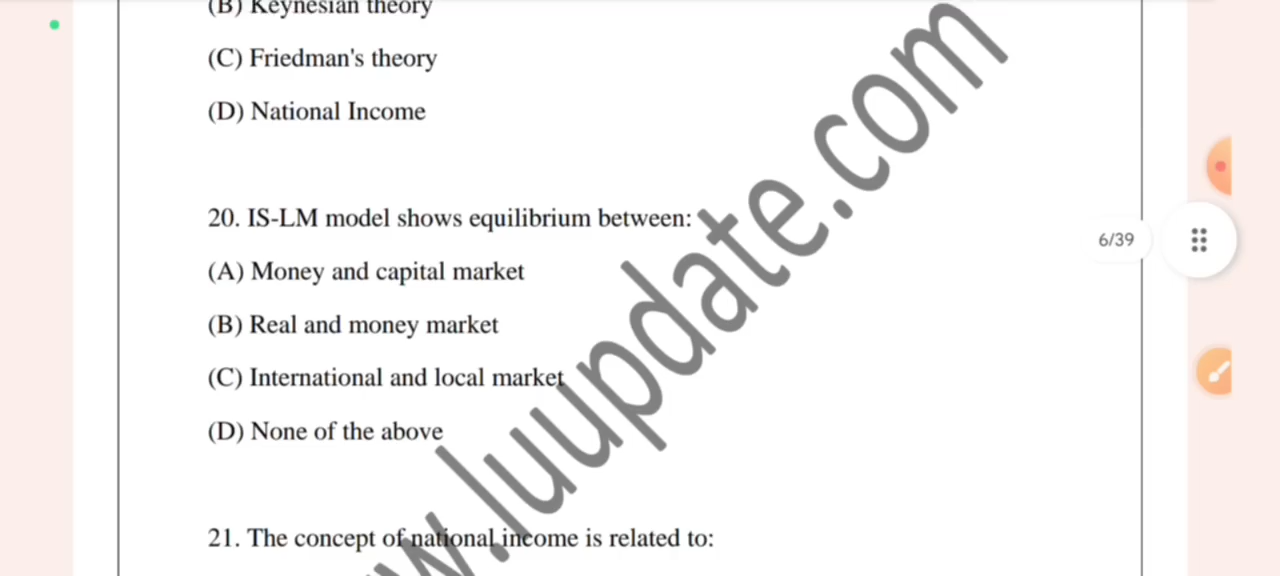 (B) Keynesian theory
(C) Friedman's theory
(D) National Income
20. IS-LM model shows equilibrium between:
(A) Money and capital market
(B) Real and money market
(C) International and local market
(D) None of the above
21. The concept of national income is related to:
6/39
w.luupdate.com